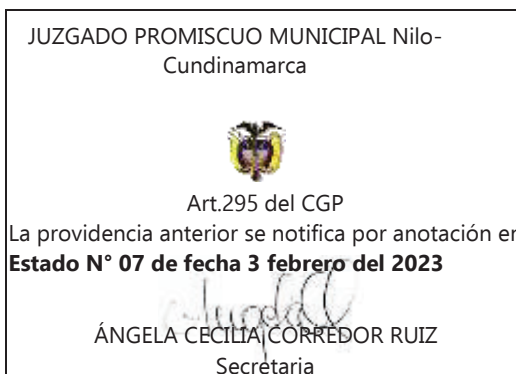 JUZGADO PROMISCUO MUNICIPAL Nilo-
Cundinamarca
Art.295 del CGP
La providencia anterior se notifica por anotación en
Estado N° 07 de fecha 3 febrero del 2023
ÁNGELA CECILIA CORREDOR RUIZ
Secretaria